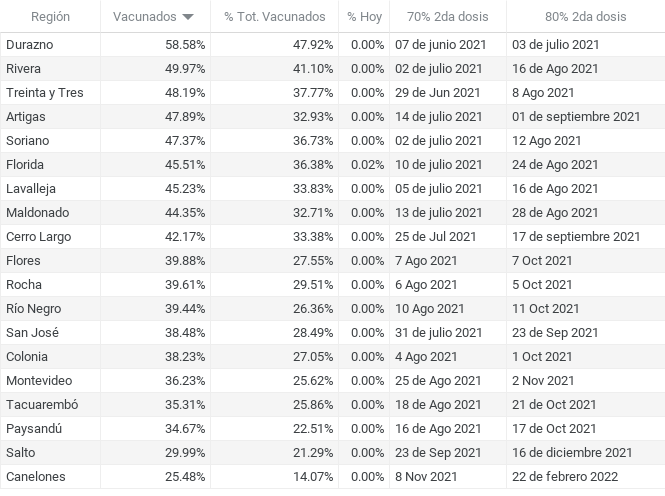 Región Vacunados % Tot. Vacunados % Hoy 70% 2da dosis 80% 2da dosis
Durazno 58.58% 47.92% 0.00% 07 de junio 2021 03 de julio 2021
Rivera 49.97% 41.10% 0.00% 02 de julio 2021 16 de Ago 2021
Treinta y Tres 48.19% 37.77% 0.00% 29 de Jun 2021 8 Ago 2021
Artigas 47.89% 32.93% 0.00% 14 de julio 2021 01 de septiembre 2021
Soriano 47.37% 36.73% 0.00% 02 de julio 2021 12 Ago 2021
Florida 45.51% 36.38% 0.02% 10 de julio 2021 24 de Ago 2021
Lavalleja 45.23% 33.83% 0.00% 05 de julio 2021 16 de Ago 2021
Maldonado 44.35% 32.71% 0.00% 13 de julio 2021 28 de Ago 2021
Cerro Largo 42.17% 33.38% 0.00% 25 de Jul 2021 17 de septiembre 2021
Flores 39.88% 27.55% 0.00% 7 Ago 2021 7 Oct 2021
Rocha 39.61% 29.51% 0.00% 6 Ago 2021 5 Oct 2021
Río Negro 39.44% 26.36% 0.00% 10 Ago 2021 11 Oct 2021
San José 38.48% 28.49% 0.00% 31 de julio 2021 23 de Sep 2021
Colonia 38.23% 27.05% 0.00% 4 Ago 2021 1 Oct 2021
Montevideo 36.23% 25.62% 0.00% 25 de Ago 2021 2 Nov 2021
Tacuarembó 35.31% 25.86% 0.00% 18 de Ago 2021 21 de Oct 2021
Paysandú 34.67% 22.51% 0.00% 16 de Ago 2021 17 de Oct 2021
Salto 29.99% 21.29% 0.00% 23 de Sep 2021 16 de diciembre 2021
Canelones 25.48% 14.07% 0.00% 8 Nov 2021 22 de febrero 2022